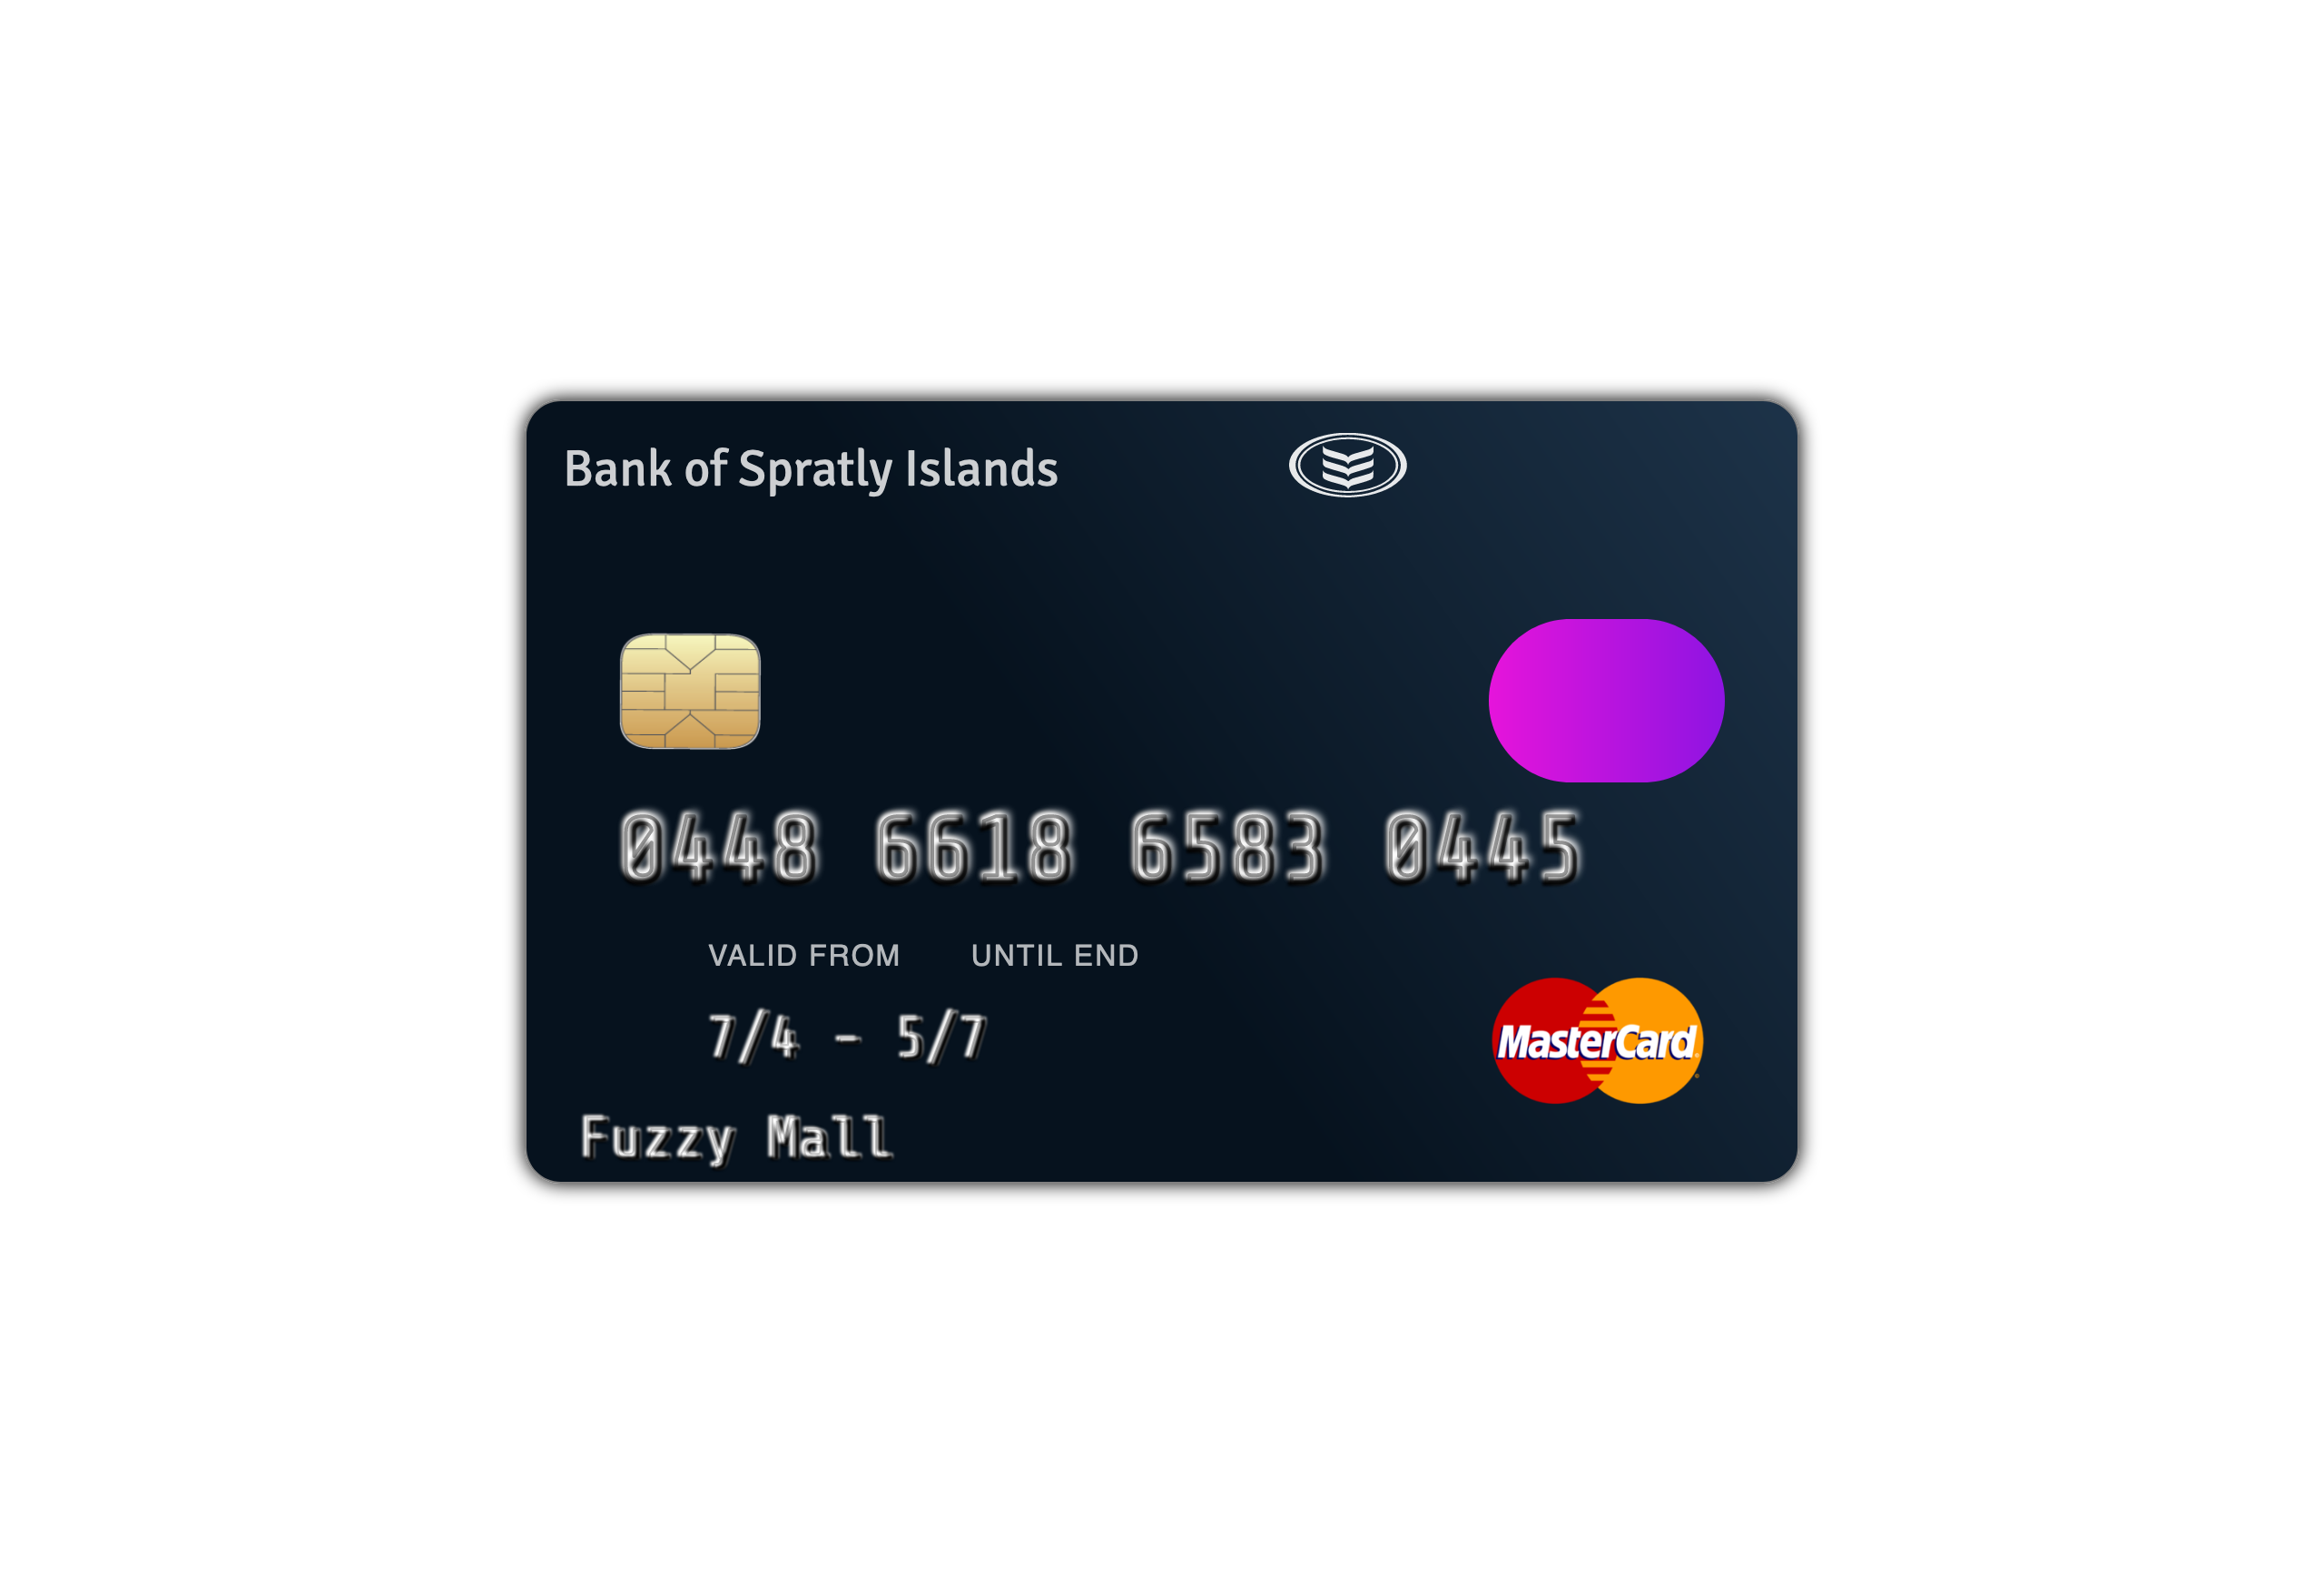 Bank of Spratly Islands
0448 6618 6583 0445
VALID FROM UNTIL END
7/4 – 5/7
MasterCard
Fuzzy Mall